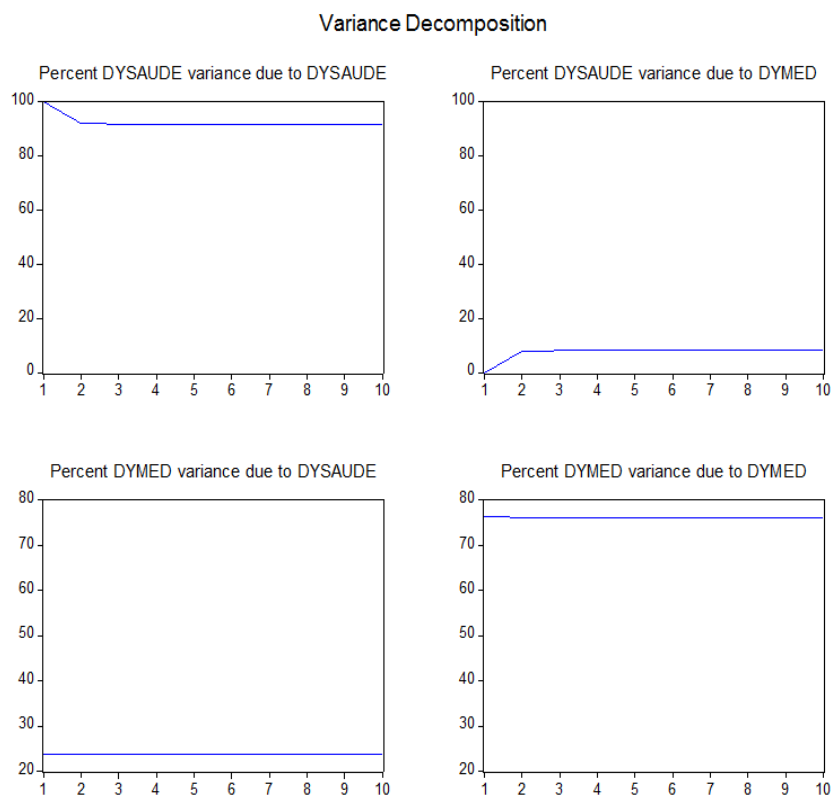 Variance Decomposition
Percent DYSAUDE variance due to DYSAUDE
100
80
60
40
20
0
1 2 3 4 5 6 7 8 9 10
Percent DYSAUDE variance due to DYMED
100
80
60
40
20
0
1 2 3 4 5 6 7 8 9 10
Percent DYMED variance due to DYSAUDE
80
70
60
50
40
30
20
1 2 3 4 5 6 7 8 9 10
Percent DYMED variance due to DYMED
80
70
60
50
40
30
20
1 2 3 4 5 6 7 8 9 10